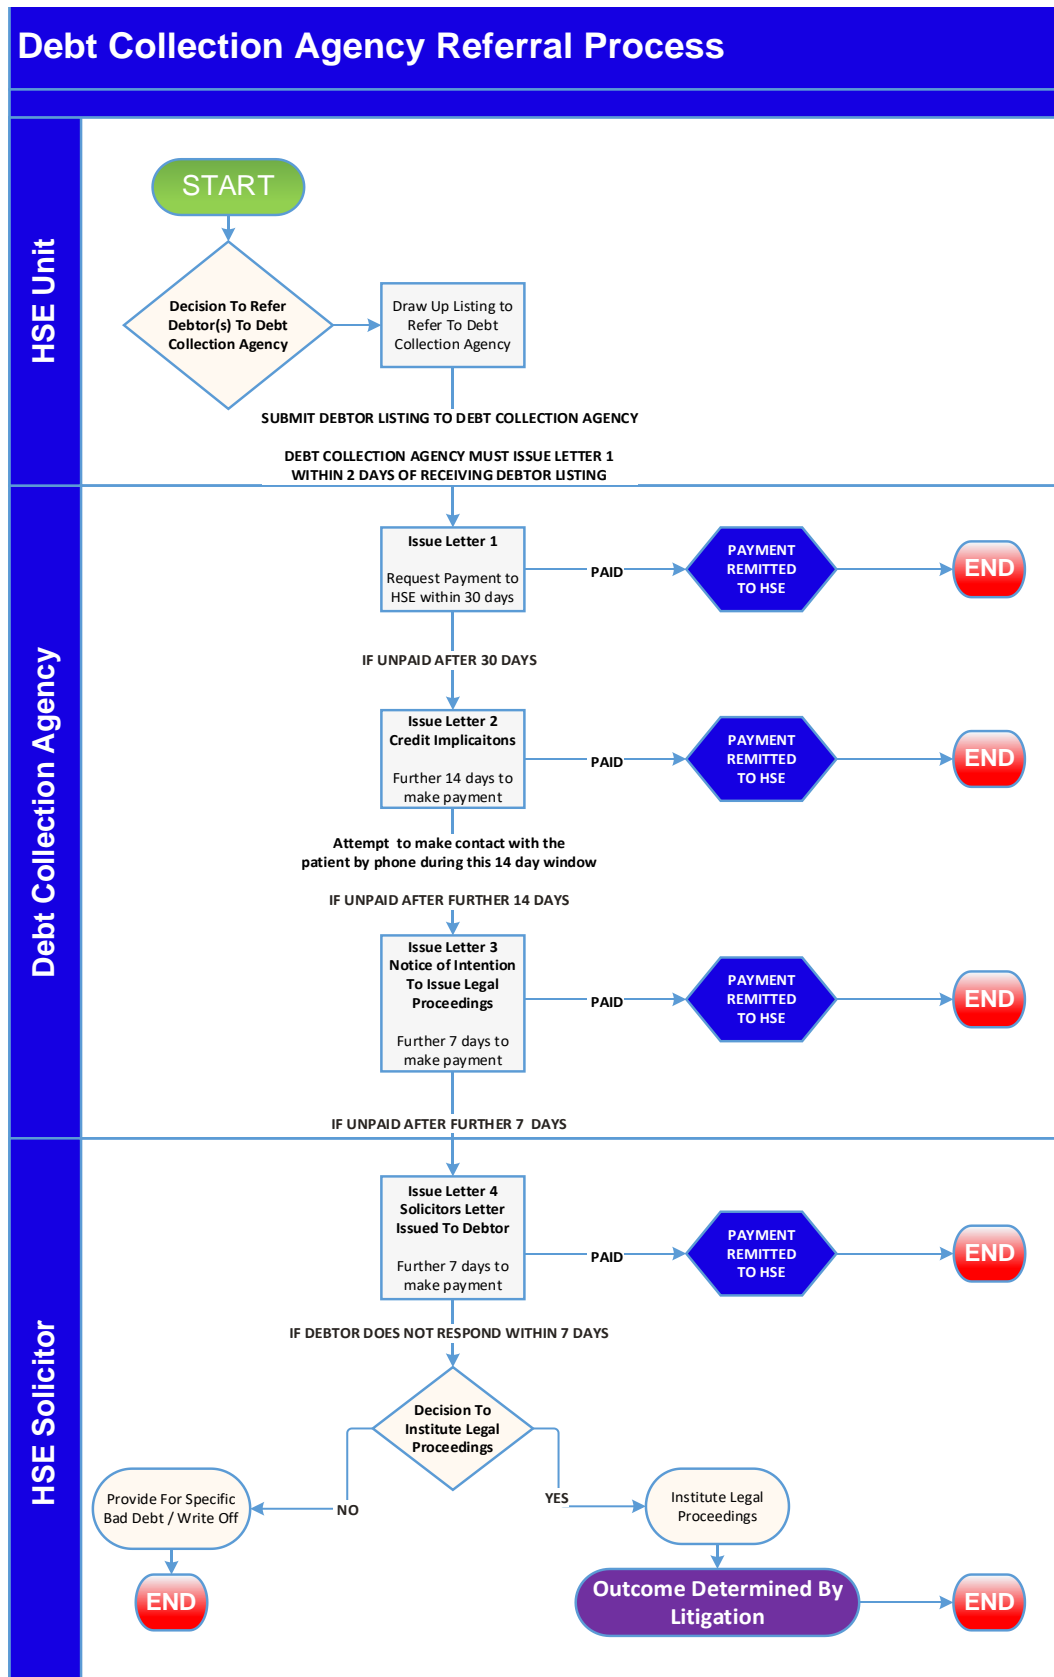 Debt Collection Agency Referral Process
HSE Unit
START
Decision To Refer
Debtor(s) To Debt
Collection Agency
Draw Up Listing to
Refer To Debt
Collection Agency
SUBMIT DEBTOR LISTING TO DEBT COLLECTION AGENCY
DEBT COLLECTION AGENCY MUST ISSUE LETTER 1
WITHIN 2 DAYS OF RECEIVING DEBTOR LISTING
Debt Collection Agency
Issue Letter 1
Request Payment to
HSE within 30 days
PAID
PAYMENT
REMITTED
TO HSE
END
IF UNPAID AFTER 30 DAYS
Issue Letter 2
Credit Implicaitons
Further 14 days to
make payment
PAID
PAYMENT
REMITTED
TO HSE
END
Attempt to make contact with the
patient by phone during this 14 day window
IF UNPAID AFTER FURTHER 14 DAYS
Issue Letter 3
Notice of Intention
To Issue Legal
Proceedings
Further 7 days to
make payment
PAID
PAYMENT
REMITTED
TO HSE
END
IF UNPAID AFTER FURTHER 7 DAYS
HSE Solicitor
Issue Letter 4
Solicitors Letter
Issued To Debtor
Further 7 days to
make payment
PAID
PAYMENT
REMITTED
TO HSE
END
IF DEBTOR DOES NOT RESPOND WITHIN 7 DAYS
Decision To
Institute Legal
Proceedings
NO
YES
Provide For Specific
Bad Debt / Write Off
END
Institute Legal
Proceedings
Outcome Determined By
Litigation
END